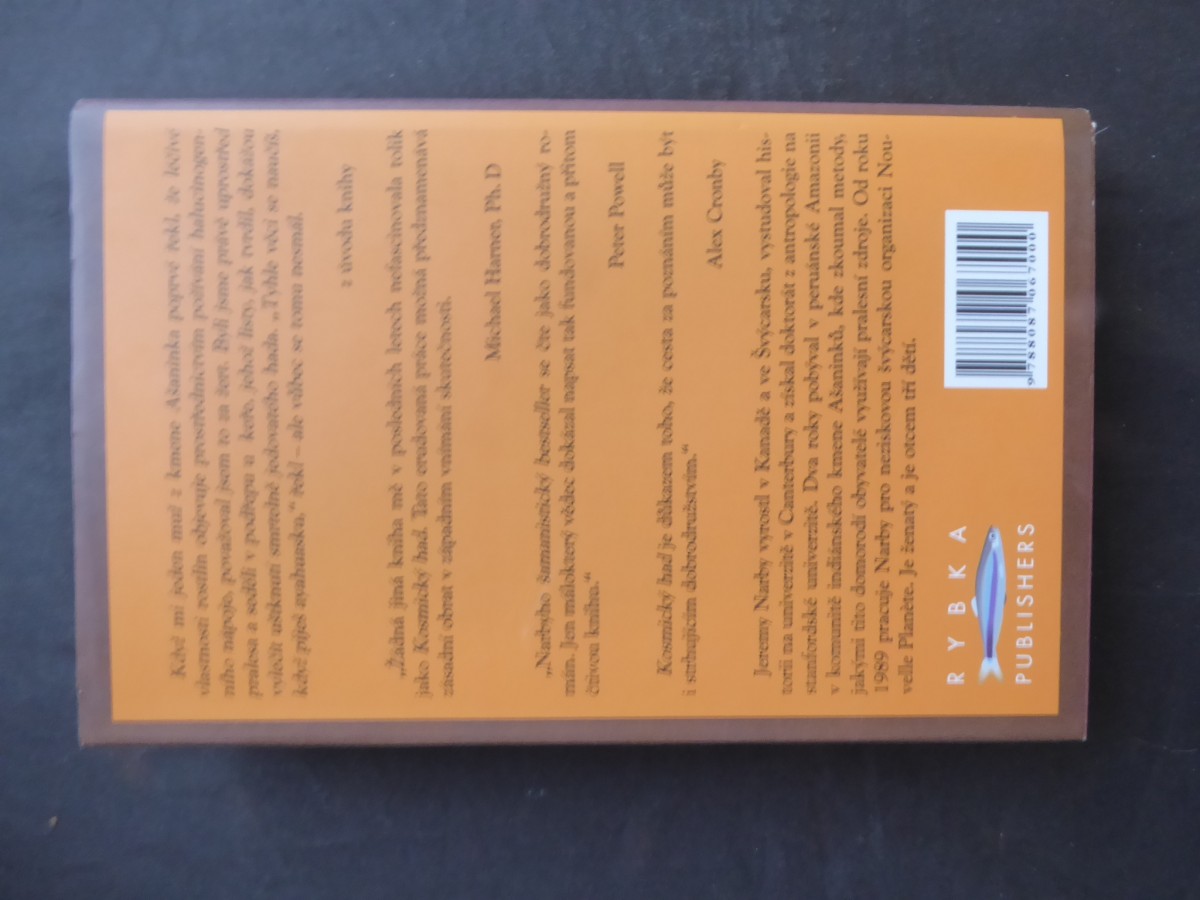 Když mi jeden muž z kmene Ašaninka poprvé řekl, že léčivé
vlastnosti rostlin objevuje prostřednictvím požívání halucinogen-
ního nápoje, považoval jsem to za žert. Byli jsme právě uprostřed
pralesa a seděli v podřepu u keře, jehož listy, jak tvrdil, dokážou
vyléčit uštknutí smrtelně jedovatého hada. „Tyhle věci se naučíš,
když piješ ayahuasku,“ řekl – ale vůbec se tomu nesmál.
z úvodu knihy
„Žádná jiná kniha mě v posledních letech nefascinovala tolik
jako Kosmický had. Tato erudovaná práce možná předznamenává
zásadní obrat v západním vnímání skutečnosti.
Michael Harner, Ph. D
„Narbyho šamanistický bestseller se čte jako dobrodružný ro-
mán. Jen málokterý vědec dokázal napsat tak fundovanou a přitom
čtivou knihu.“
Peter Powell
Kosmický had je důkazem toho, že cesta za poznáním může být
i strhujícím dobrodružstvím.“
Alex Cronby
Jeremy Narby vyrostl v Kanadě a ve Švýcarsku, vystudoval his-
torii na univerzitě v Canterbury a získal doktorát z antropologie na
stanfordské univerzitě. Dva roky pobýval v peruánské Amazonii
v komunitě indiánského kmene Ašaninků, kde zkoumal metody,
jakými tito domorodí obyvatelé využívají pralesní zdroje. Od roku
1989 pracuje Narby pro neziskovou švýcarskou organizaci Nou-
velle Planète. Je ženatý a je otcem tří dětí.
RYBKA
PUBLISHERS
9788087067000